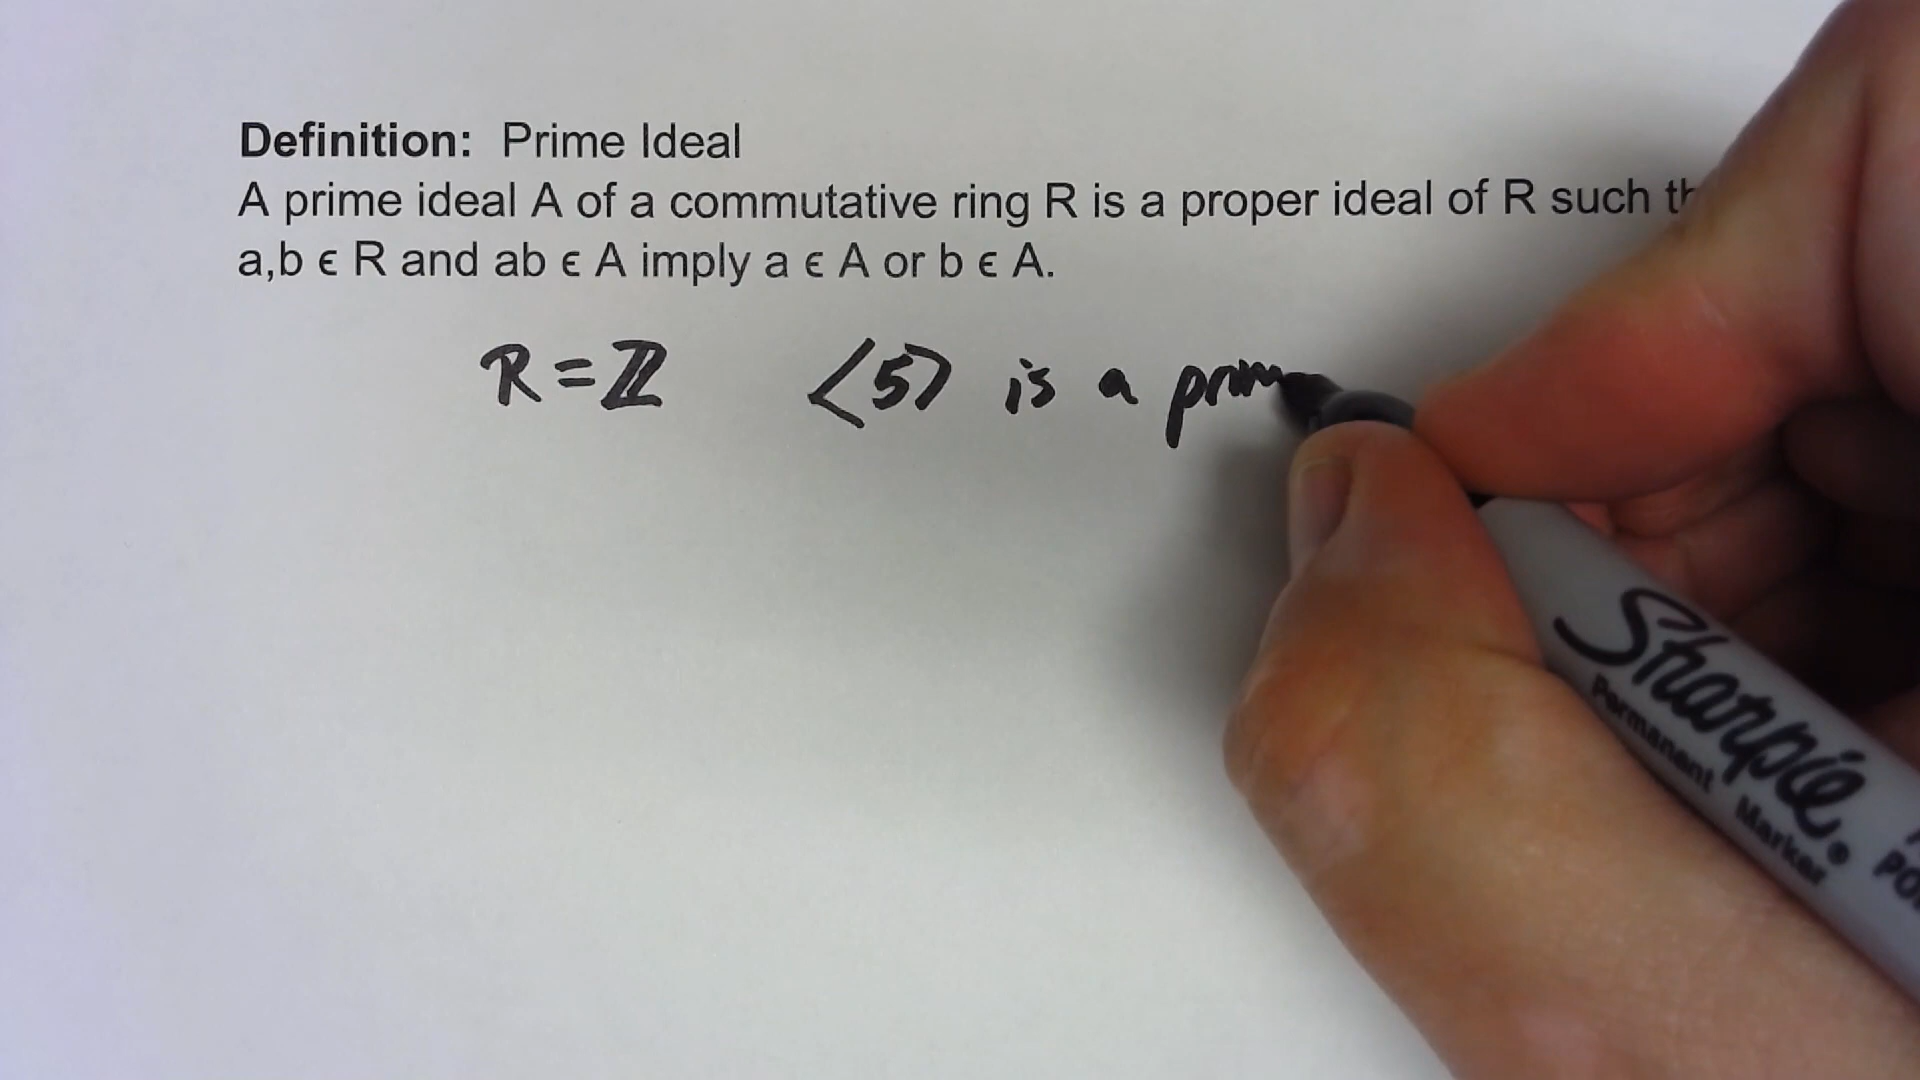 Definition: Prime Ideal
A prime ideal A of a commutative ring R is a proper ideal of R such
a,b ϵ R and ab ϵ A imply a ϵ A or b ϵ A.
R = ℤ ⟨5⟩ is a prim
Sharpie.
Permanent Marker